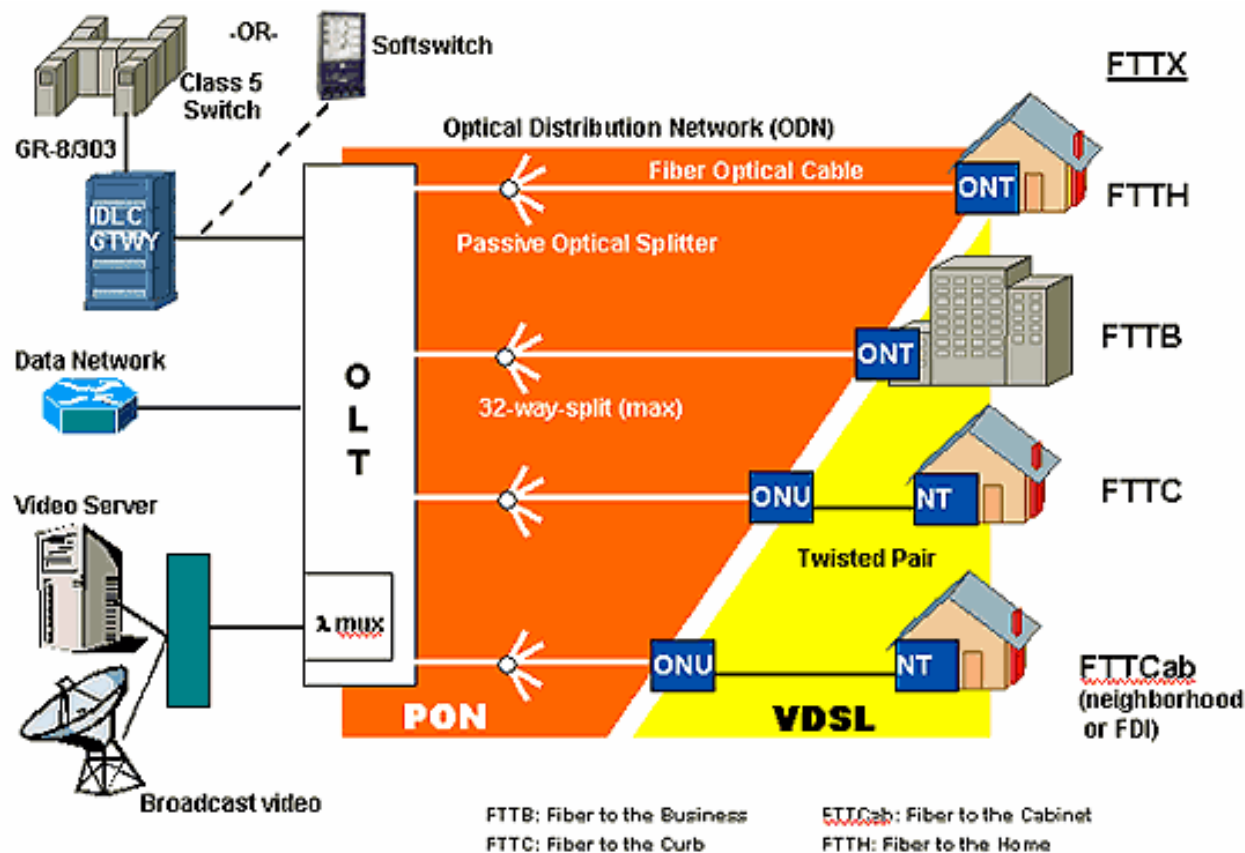 -OR-
Softswitch
Class 5
Switch
FTTX
GR-8/303
Optical Distribution Network (ODN)
Fiber Optical Cable
ONT
FTTH
IDLC
GTWY
Passive Optical Splitter
Data Network
O
L
T
ONT
FTTB
32-way-split (max)
Video Server
ONU
NT
FTTC
Twisted Pair
λ mux
ONU
NT
FTTCab
(neighborhood
or FDI)
PON
VDSL
Broadcast video
FTTB: Fiber to the Business
FTTCab: Fiber to the Cabinet
FTTC: Fiber to the Curb
FTTH: Fiber to the Home